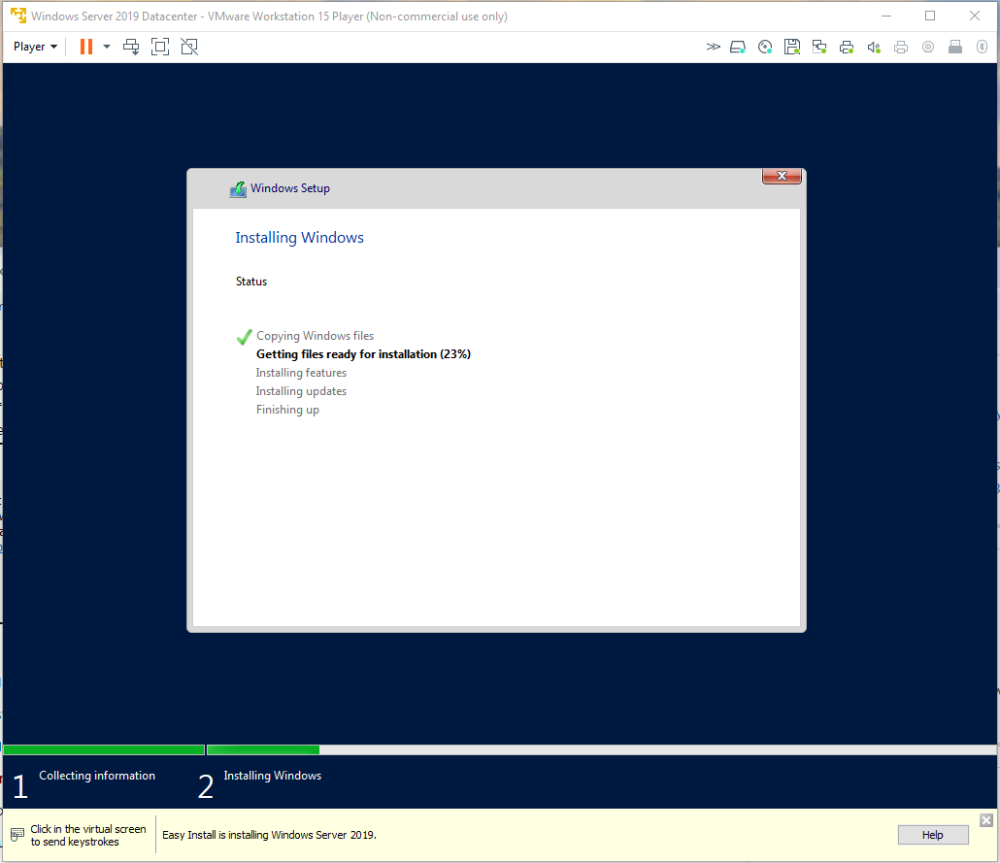 Windows Server 2019 Datacenter - VMware Workstation 15 Player (Non-commercial use only)
Player
Windows Setup
Installing Windows
Status
Copying Windows files
Getting files ready for installation (23%)
Installing features
Installing updates
Finishing up
1 Collecting information
2 Installing Windows
Click in the virtual screen
to send keystrokes
Easy Install is installing Windows Server 2019.
Help